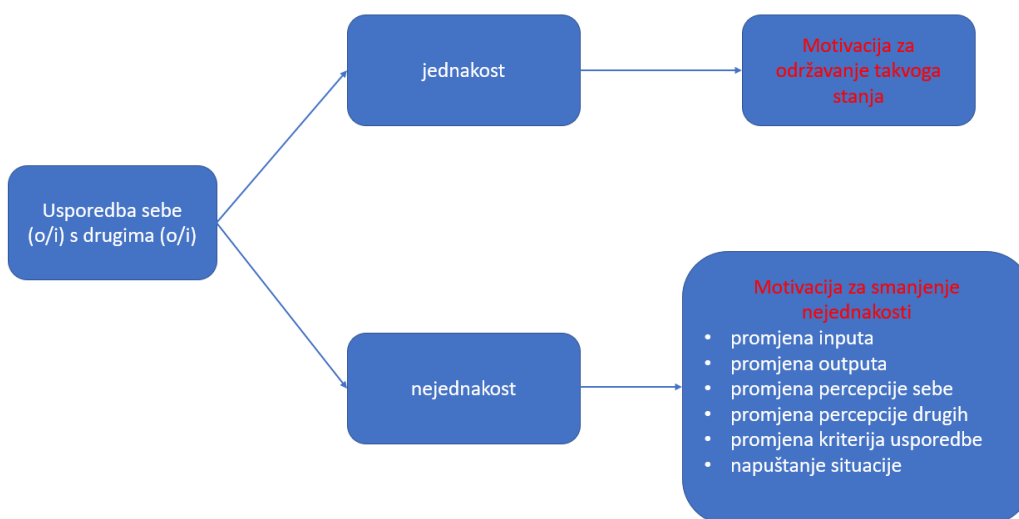 jednakost
Motivacija za
održavanje takvoga
stanja
Usporedba sebe
(o/i) s drugima (o/i)
nejednakost
Motivacija za smanjenje
nejednakosti
• promjena inputa
• promjena outputa
• promjena percepcije sebe
• promjena percepcije drugih
• promjena kriterija usporedbe
• napuštanje situacije